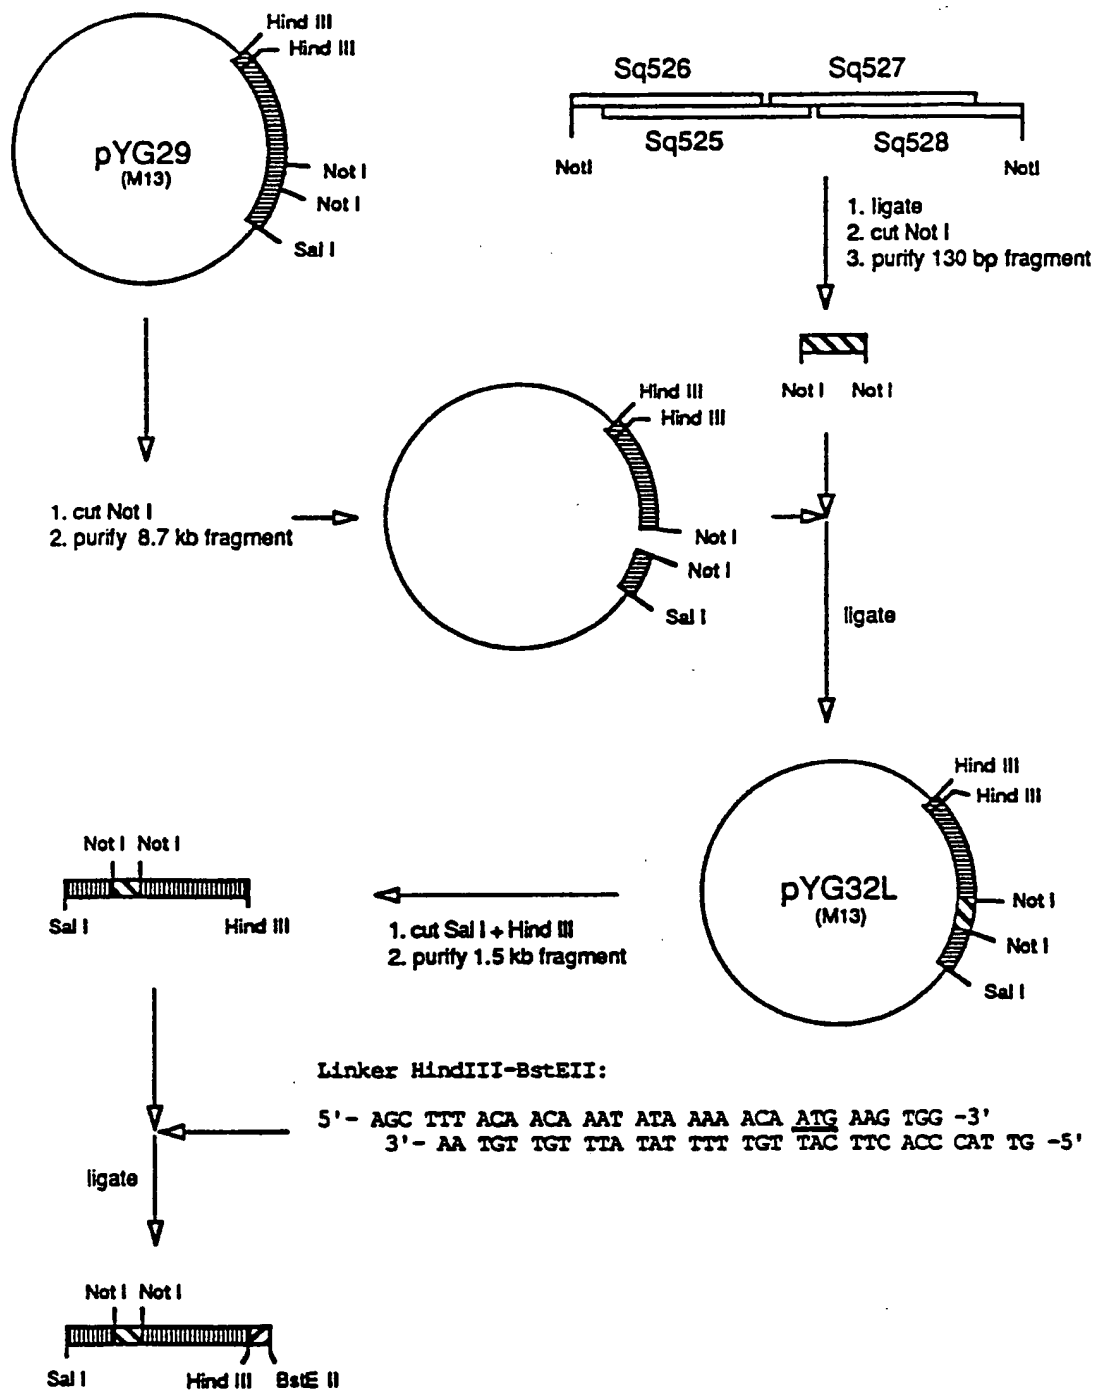 Hind III
Hind III
pYG29
(M13)
Not I
Not I
Sal I
Sq526
Sq527
Sq525
Sq528
NotI
NotI
1. ligate
2. cut Not I
3. purify 130 bp fragment
Not I
Not I
1. cut Not I
2. purify 8.7 kb fragment
Hind III
Hind III
Not I
Not I
Sal I
ligate
Hind III
Hind III
pYG32L
(M13)
Not I
Not I
Sal I
1. cut Sal I + Hind III
2. purify 1.5 kb fragment
Not I
Not I
Sal I
Hind III
Linker HindIII-BstEII:
5'- AGC TTT ACA ACA AAT ATA AAA ACA ATG AAG TGG -3'
3'- AA TGT TGT TTA TAT TTT TGT TAC TTC ACC CAT TG -5'
ligate
Not I
Not I
Sal I
Hind III
BstE II